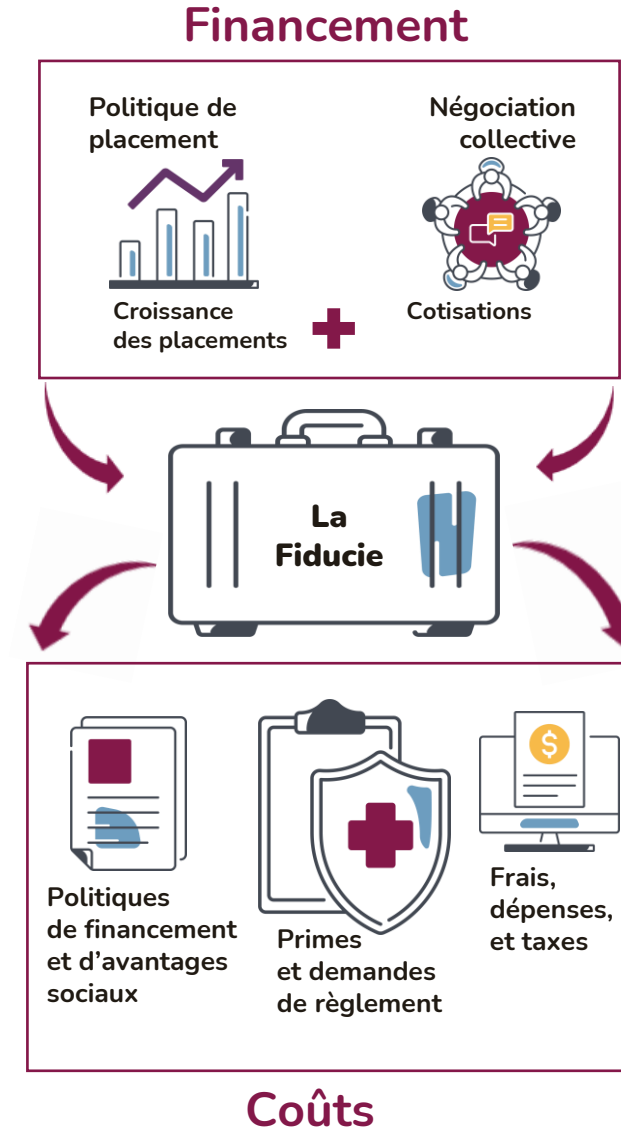 Financement
Politique de
placement
Négociation
collective
Croissance
des placements
Cotisations
La
Fiducie
$
Politiques
de financement
et d’avantages
sociaux
Primes
et demandes
de règlement
Frais,
dépenses,
et taxes
Coûts